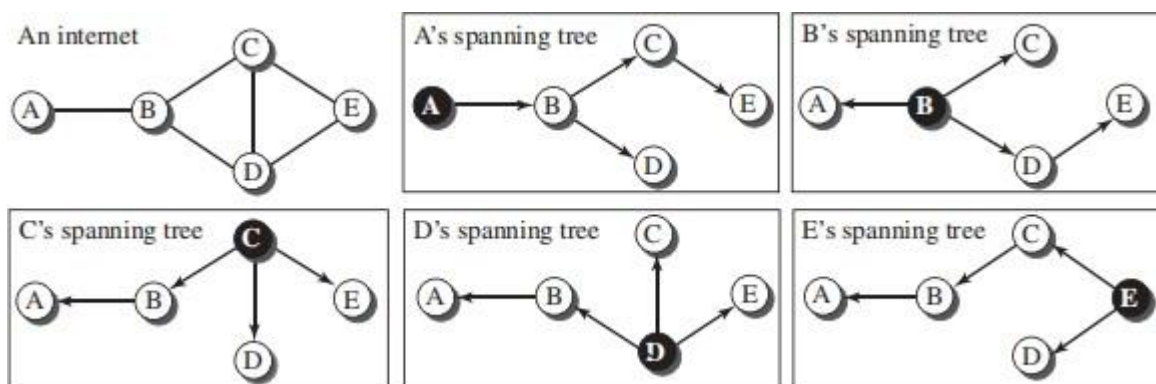 An internet
C
A
B
E
D
A's spanning tree
C
A
B
E
D
B's spanning tree
C
A
B
E
D
C's spanning tree
C
A
B
E
D
D's spanning tree
C
A
B
E
D
E's spanning tree
C
A
B
E
D